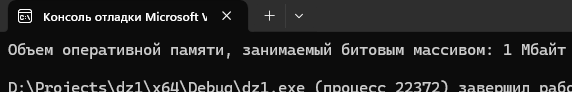 Консоль отладки Microsoft V
Объем оперативной памяти, занимаемый битовым массивом: 1 Мбайт
D:\Projects\dz1\x64\Debug\dz1.exe (процесс 22372) завершил